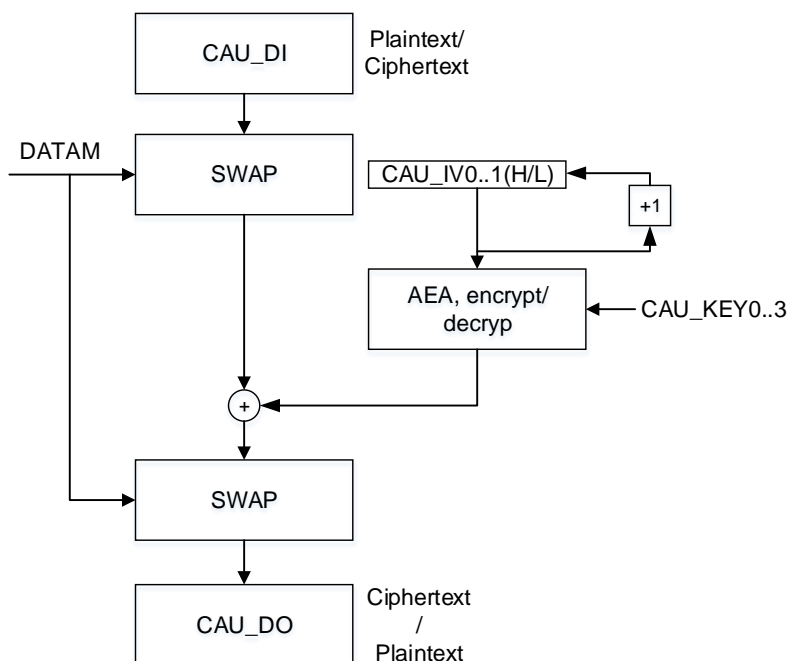 CAU_DI
Plaintext/
Ciphertext
DATAM
SWAP
CAU_IV0..1(H/L)
+1
AEA, encrypt/
decryp
CAU_KEY0..3
+
SWAP
CAU_DO
Ciphertext
/
Plaintext